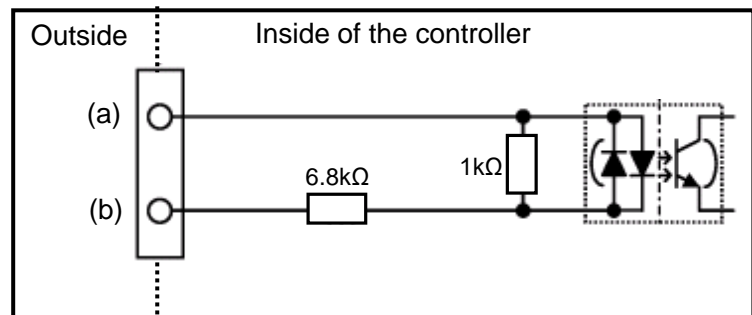 Outside
Inside of the controller
(a)
6.8kΩ
1kΩ
(b)